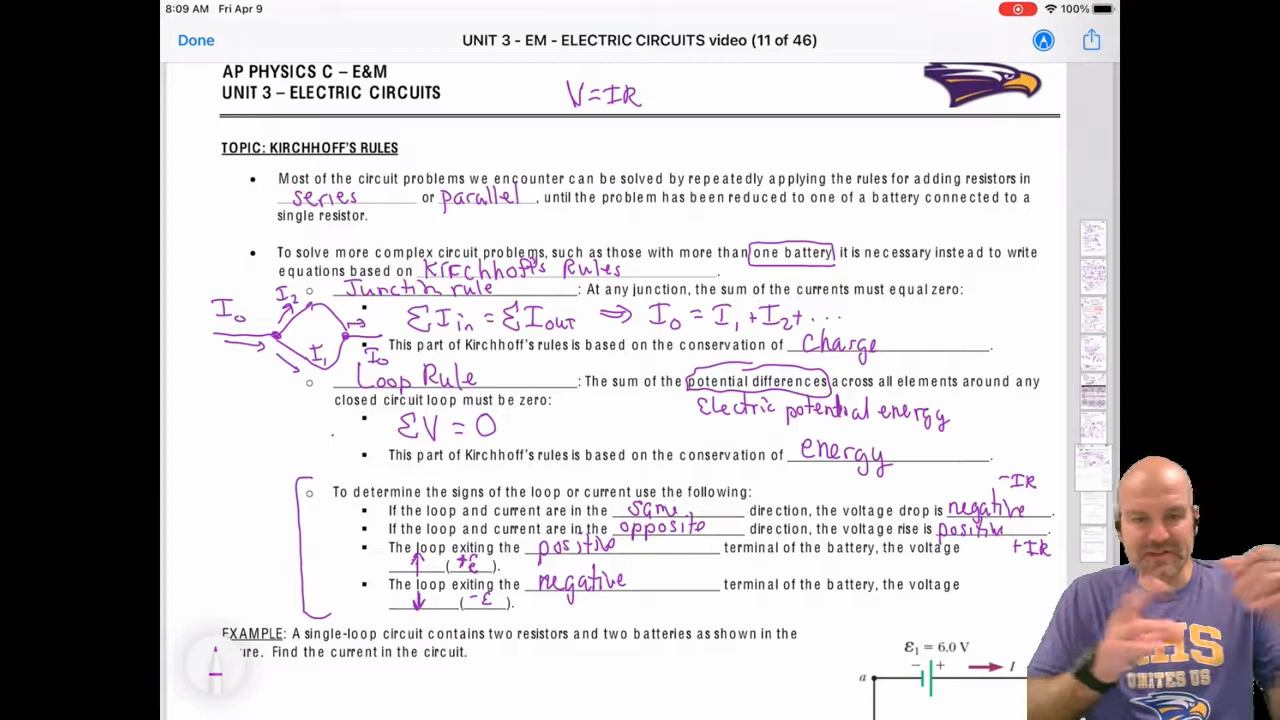 8:09 AM Fri Apr 9
100%
Done
UNIT 3 - EM - ELECTRIC CIRCUITS video (11 of 46)
AP PHYSICS C – E&M
UNIT 3 – ELECTRIC CIRCUITS
V=IR
TOPIC: KIRCHHOFF'S RULES
• Most of the circuit problems we encounter can be solved by repeatedly applying the rules for adding resistors in
series or parallel, until the problem has been reduced to one of a battery connected to a
single resistor.
• To solve more complex circuit problems, such as those with more than one battery it is necessary instead to write
equations based on Kirchhoff's Rules.
Junction rule: At any junction, the sum of the currents must equal zero:
I₀ I₂ I₁ I₀
ΣI in = ΣI out ⇒ I₀ = I₁ + I₂ + ...
This part of Kirchhoff's rules is based on the conservation of charge.
Loop Rule: The sum of the potential differences across all elements around any
closed circuit loop must be zero:
Electric potential energy
ΣV = 0
This part of Kirchhoff's rules is based on the conservation of energy.
To determine the signs of the loop or current use the following:
-IR
If the loop and current are in the same direction, the voltage drop is negative.
If the loop and current are in the opposite direction, the voltage rise is positive
+IR
The loop exiting the positive terminal of the battery, the voltage
↑ (+ε).
The loop exiting the negative terminal of the battery, the voltage
↓ (-ε).
EXAMPLE: A single-loop circuit contains two resistors and two batteries as shown in the
ure. Find the current in the circuit.
ε₁ = 6.0 V
− + I
a
UNITES US